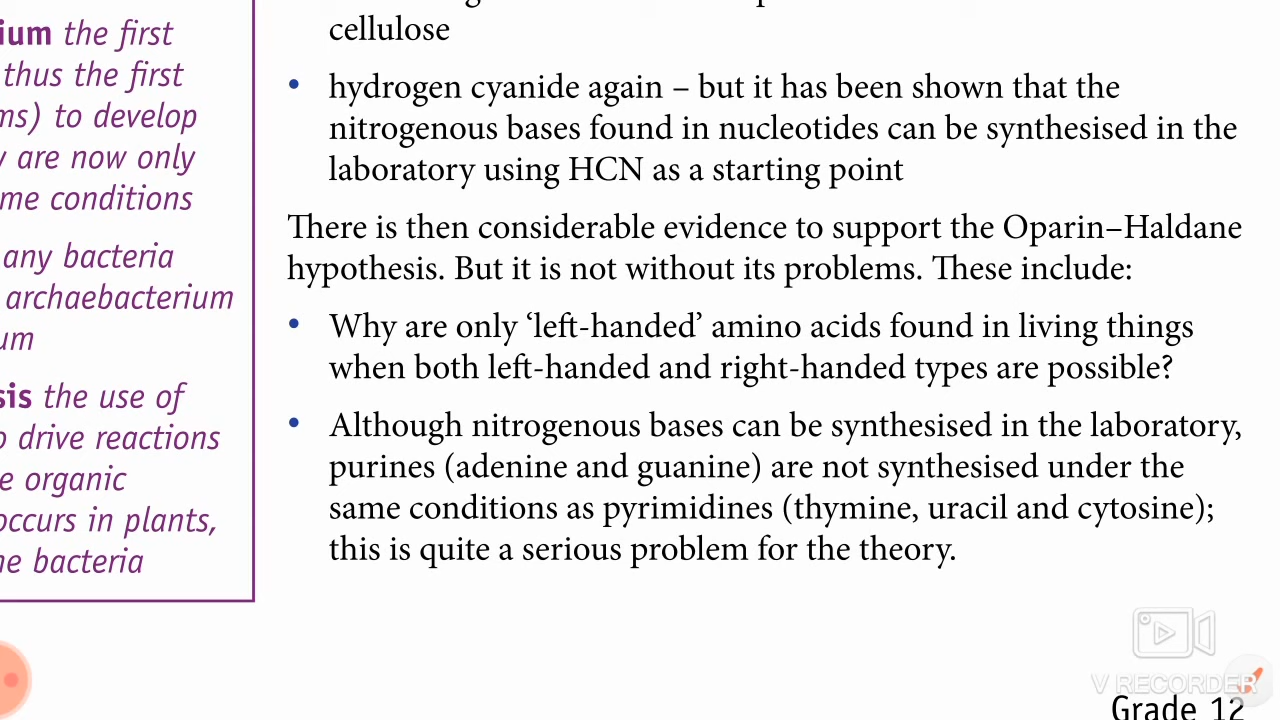 ium the first
thus the first
ms) to develop
are now only
me conditions
any bacteria
archaebacterium
um
sis the use of
drive reactions
e organic
occurs in plants,
ne bacteria
cellulose
• hydrogen cyanide again – but it has been shown that the
nitrogenous bases found in nucleotides can be synthesised in the
laboratory using HCN as a starting point
There is then considerable evidence to support the Oparin–Haldane
hypothesis. But it is not without its problems. These include:
• Why are only ‘left-handed’ amino acids found in living things
when both left-handed and right-handed types are possible?
• Although nitrogenous bases can be synthesised in the laboratory,
purines (adenine and guanine) are not synthesised under the
same conditions as pyrimidines (thymine, uracil and cytosine);
this is quite a serious problem for the theory.
V RECORDER
Grade 12